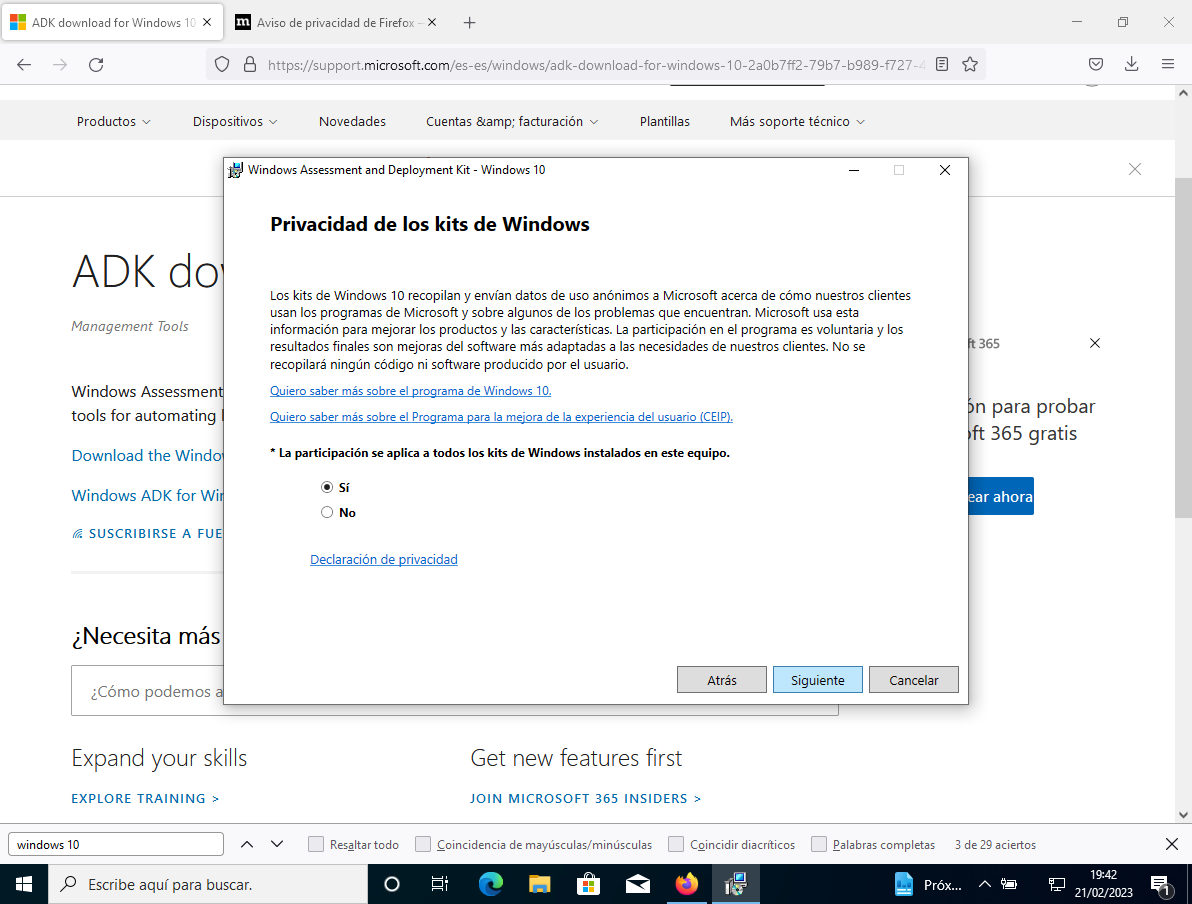 ADK download for Windows 10
Aviso de privacidad de Firefox —
https://support.microsoft.com/es-es/windows/adk-download-for-windows-10-2a0b7ff2-79b7-b989-f727-4
Productos
Dispositivos
Novedades
Cuentas &amp; facturación
Plantillas
Más soporte técnico
Windows Assessment and Deployment Kit - Windows 10
Privacidad de los kits de Windows
Los kits de Windows 10 recopilan y envían datos de uso anónimos a Microsoft acerca de cómo nuestros clientes
usan los programas de Microsoft y sobre algunos de los problemas que encuentran. Microsoft usa esta
información para mejorar los productos y las características. La participación en el programa es voluntaria y los
resultados finales son mejoras del software más adaptadas a las necesidades de nuestros clientes. No se
recopilará ningún código ni software producido por el usuario.
Quiero saber más sobre el programa de Windows 10.
Quiero saber más sobre el Programa para la mejora de la experiencia del usuario (CEIP).
* La participación se aplica a todos los kits de Windows instalados en este equipo.
Sí
No
Declaración de privacidad
Atrás
Siguiente
Cancelar
ADK do
Management Tools
Windows Assessment
tools for automating
Download the Windo
Windows ADK for Wi
SUSCRIBIRSE A FUE
ft 365
ón para probar
oft 365 gratis
ear ahora
¿Necesita más
¿Cómo podemos a
Expand your skills
EXPLORE TRAINING >
Get new features first
JOIN MICROSOFT 365 INSIDERS >
windows 10
Resaltar todo
Coincidencia de mayúsculas/minúsculas
Coincidir diacríticos
Palabras completas
3 de 29 aciertos
Escribe aquí para buscar.
Próx...
19:42
21/02/2023
1